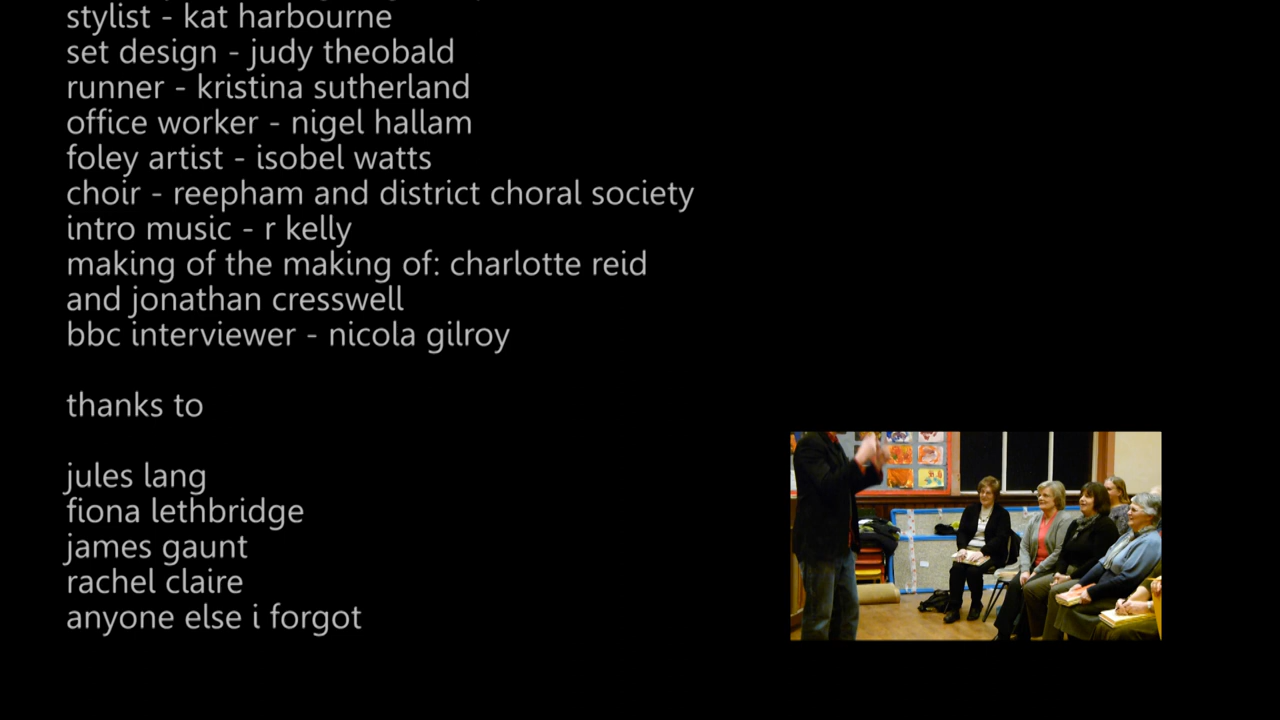 stylist - kat harbourne
set design - judy theobald
runner - kristina sutherland
office worker - nigel hallam
foley artist - isobel watts
choir - reepham and district choral society
intro music - r kelly
making of the making of: charlotte reid
and jonathan cresswell
bbc interviewer - nicola gilroy
thanks to
jules lang
fiona lethbridge
james gaunt
rachel claire
anyone else i forgot